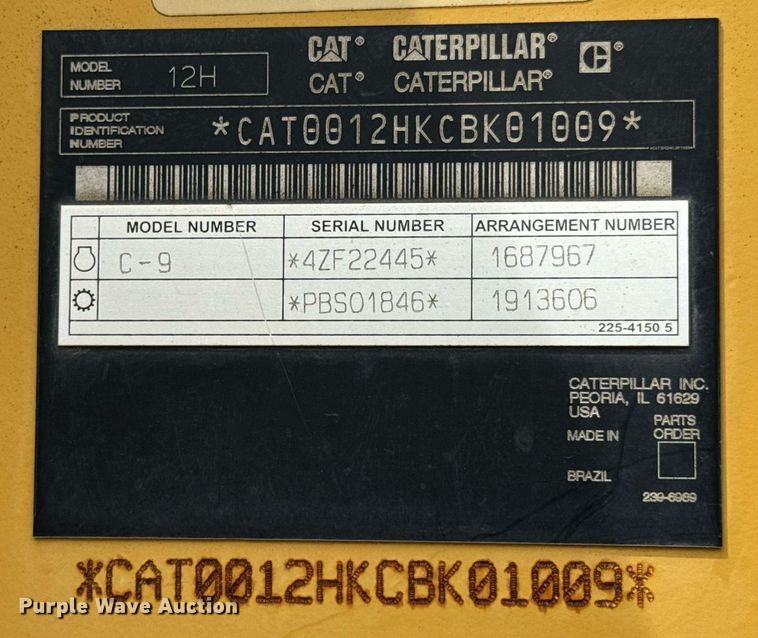 MODEL NUMBER 12H
CAT® CATERPILLAR® C®
CAT® CATERPILLAR®
PRODUCT IDENTIFICATION NUMBER *CAT0012HKCBK01009*
MODEL NUMBER SERIAL NUMBER ARRANGEMENT NUMBER
C-9 *4ZF22445* 1687967
*PBS01846* 1913606
225-4150 5
CATERPILLAR INC.
PEORIA, IL 61629
USA
PARTS ORDER
MADE IN
BRAZIL
239-6969
*CAT0012HKCBK01009*
Purple Wave Auction